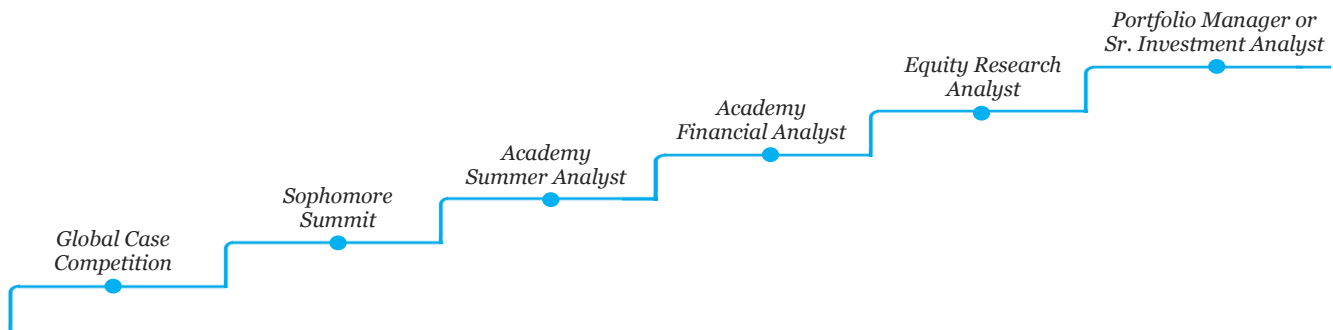 Global Case
Competition
Sophomore
Summit
Academy
Summer Analyst
Academy
Financial Analyst
Equity Research
Analyst
Portfolio Manager or
Sr. Investment Analyst